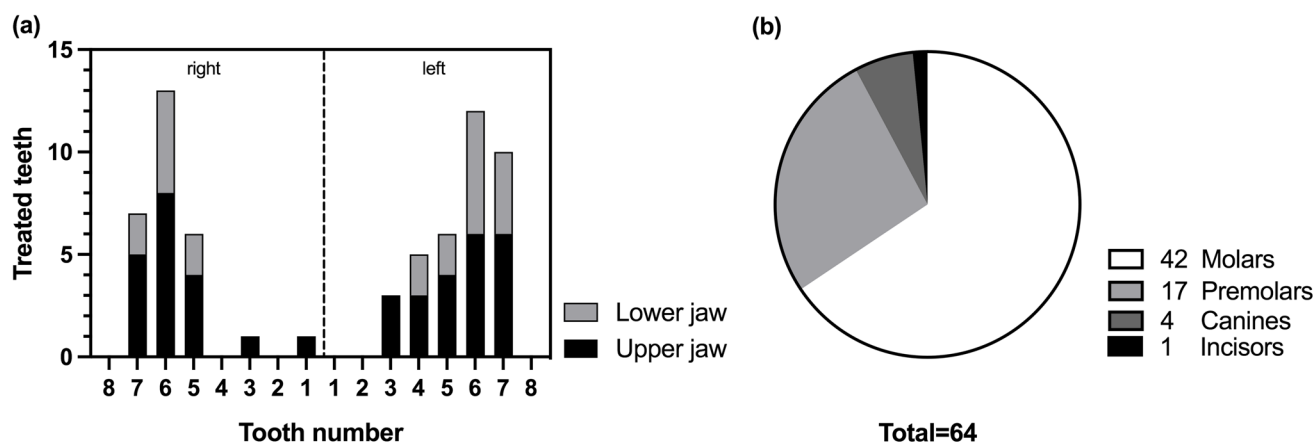 (a)
Treated teeth
15
10
5
0
right
left
8 7 6 5 4 3 2 1 1 2 3 4 5 6 7 8
Tooth number
Lower jaw
Upper jaw
(b)
42 Molars
17 Premolars
4 Canines
1 Incisors
Total=64